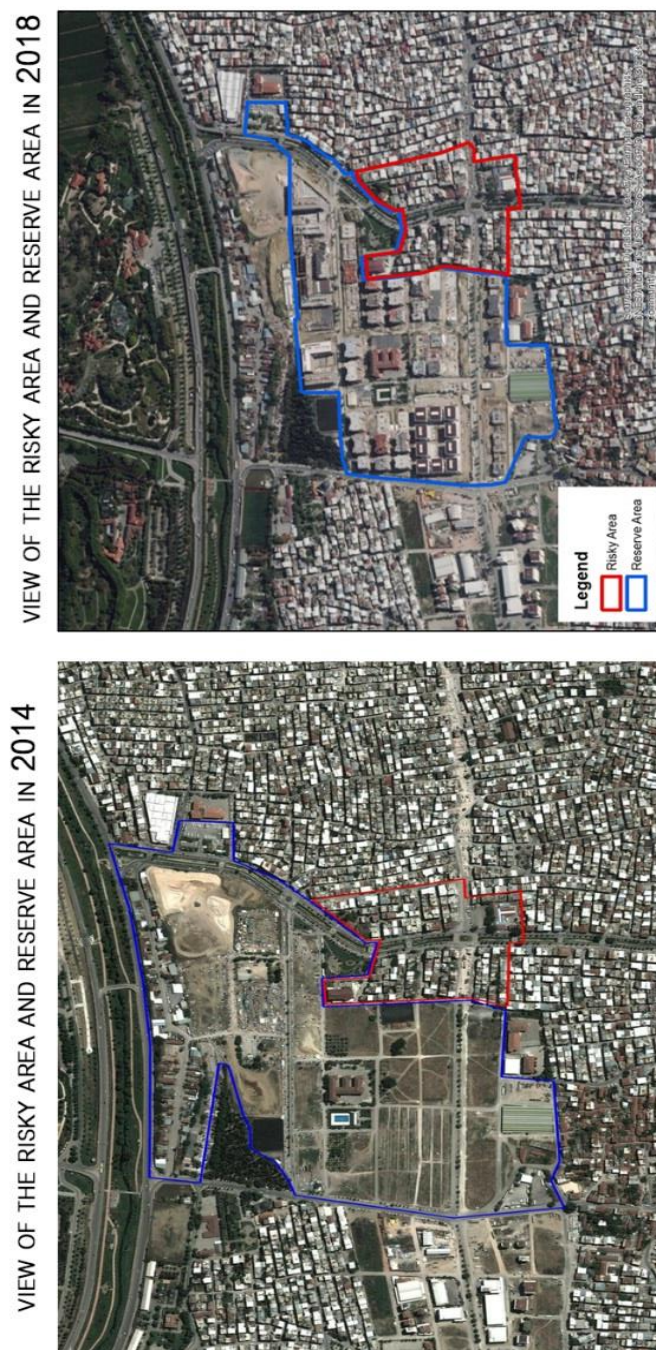 VIEW OF THE RISKY AREA AND RESERVE AREA IN 2018
Legend
Risky Area
Reserve Area
VIEW OF THE RISKY AREA AND RESERVE AREA IN 2014